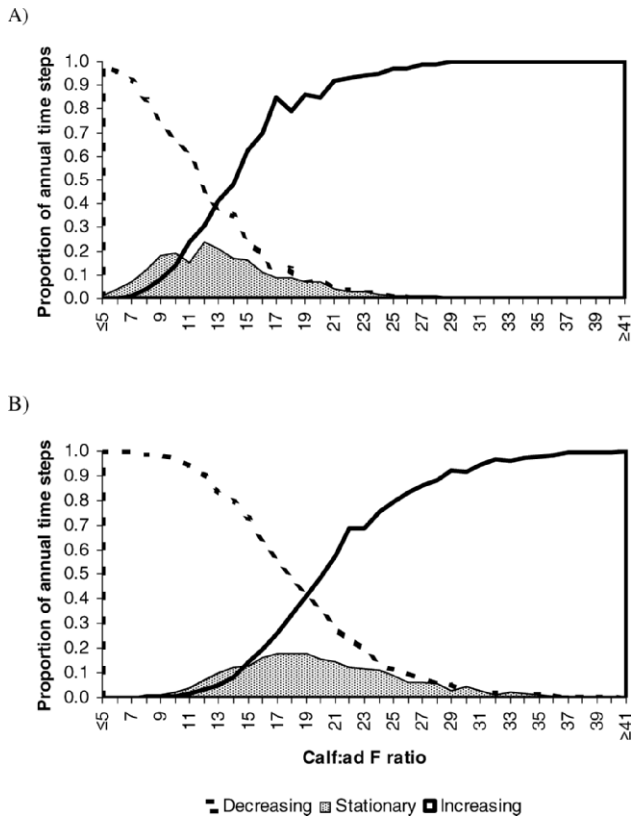 A)
Proportion of annual time steps
1.0
0.9
0.8
0.7
0.6
0.5
0.4
0.3
0.2
0.1
0.0
≤5 7 9 11 13 15 17 19 21 23 25 27 29 31 33 35 37 39 ≥41
B)
Proportion of annual time steps
1.0
0.9
0.8
0.7
0.6
0.5
0.4
0.3
0.2
0.1
0.0
≤5 7 9 11 13 15 17 19 21 23 25 27 29 31 33 35 37 39 ≥41
Calf:ad F ratio
Decreasing Stationary Increasing